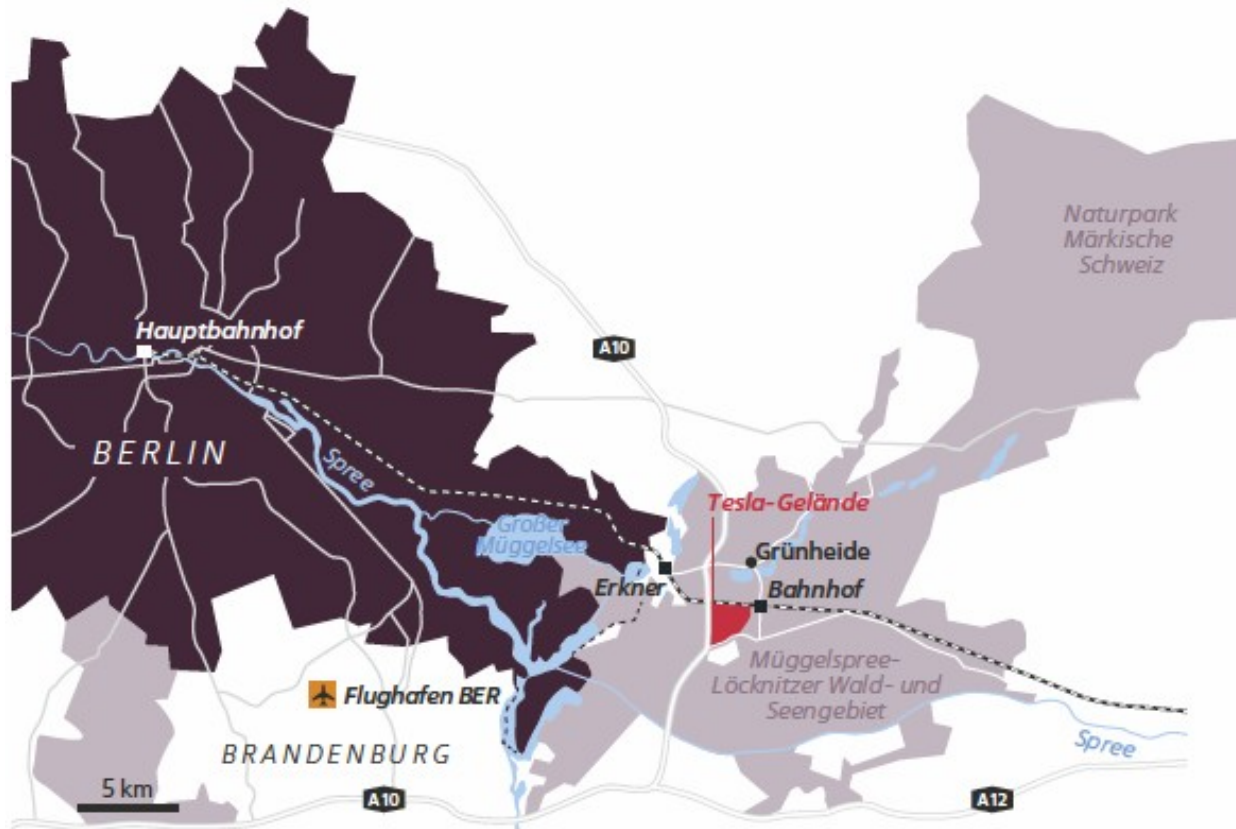 Naturpark
Märkische
Schweiz
Hauptbahnhof
A10
BERLIN
Spree
Tesla-Gelände
Großer
Müggelsee
Grünheide
Erkner
Bahnhof
Müggelspree-
Löcknitzer Wald- und
Seengebiet
Flughafen BER
BRANDENBURG
Spree
5 km
A10
A12